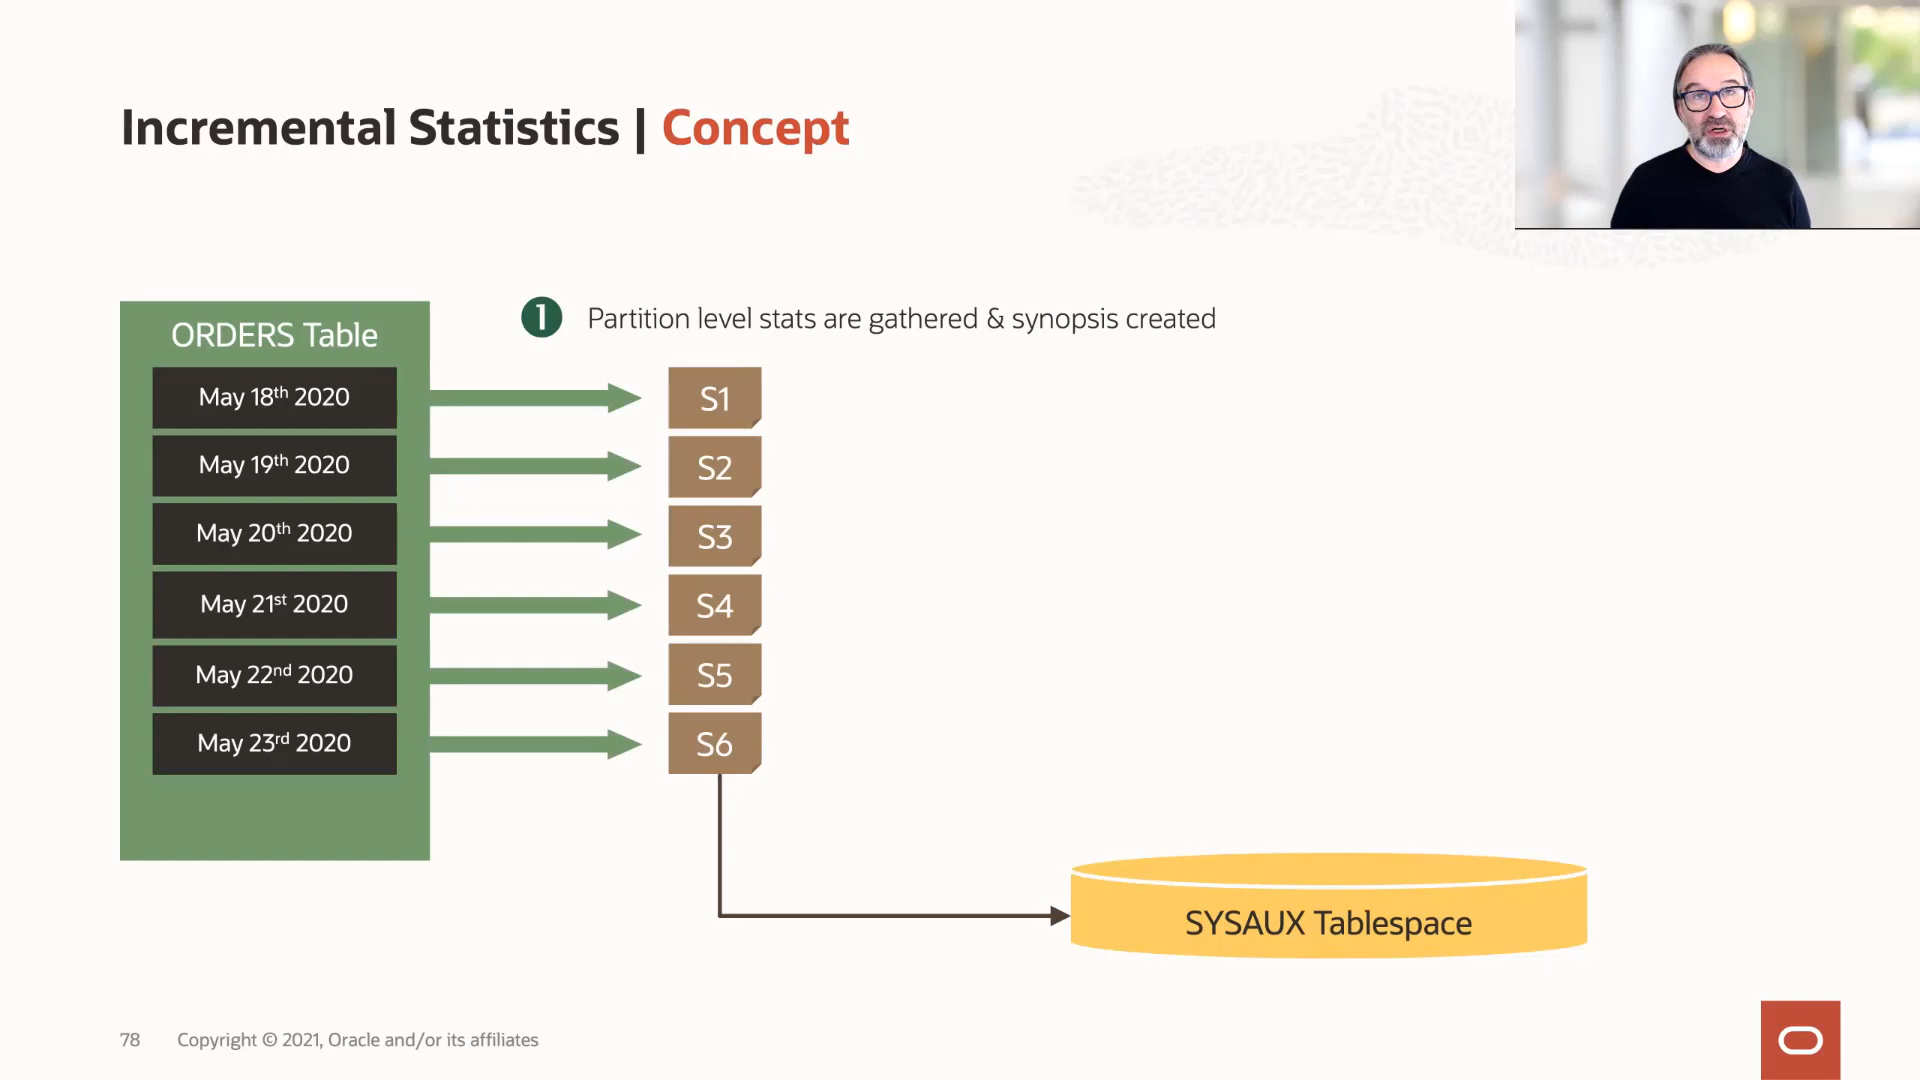 Incremental Statistics | Concept
1 Partition level stats are gathered & synopsis created
ORDERS Table
May 18th 2020
May 19th 2020
May 20th 2020
May 21st 2020
May 22nd 2020
May 23rd 2020
S1
S2
S3
S4
S5
S6
SYSAUX Tablespace
78 Copyright © 2021, Oracle and/or its affiliates